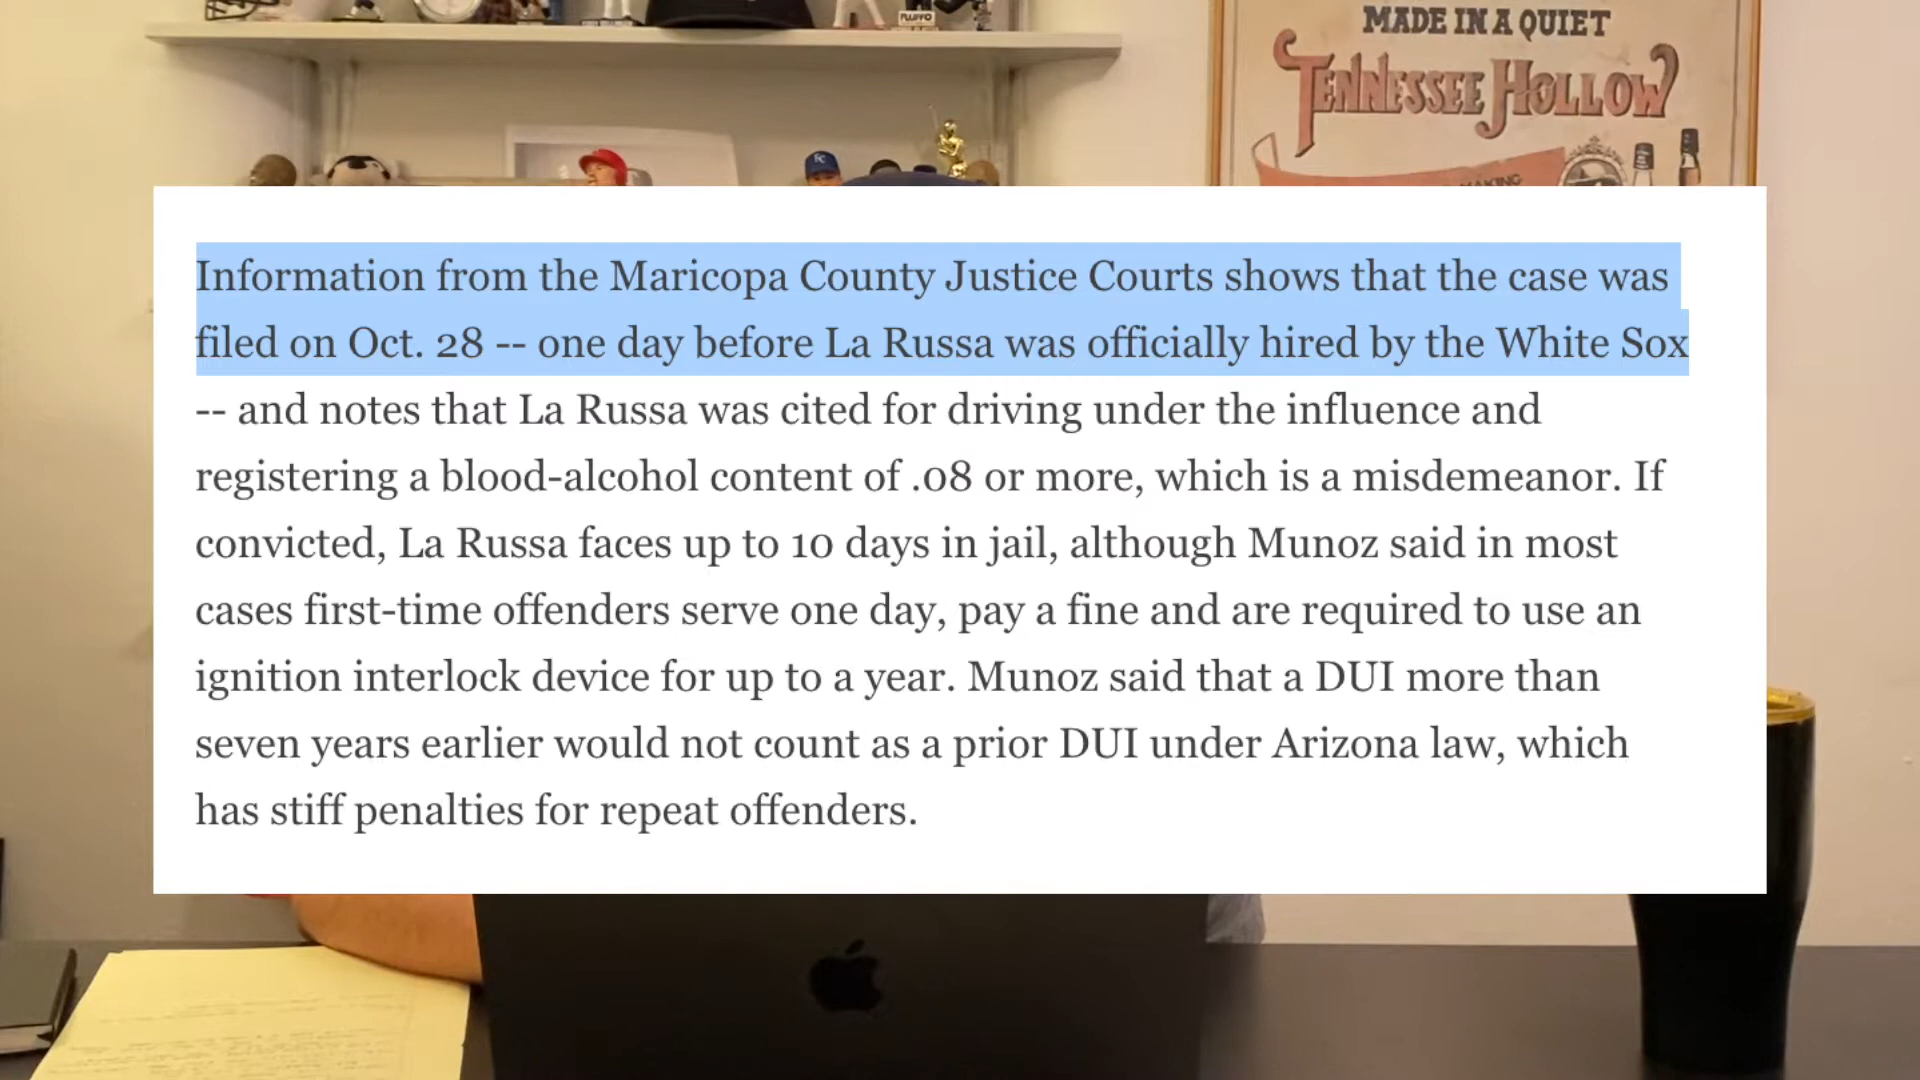 MADE IN A QUIET
TENNESSEE HOLLOW
MAKING
KC
Information from the Maricopa County Justice Courts shows that the case was
filed on Oct. 28 -- one day before La Russa was officially hired by the White Sox
-- and notes that La Russa was cited for driving under the influence and
registering a blood-alcohol content of .08 or more, which is a misdemeanor. If
convicted, La Russa faces up to 10 days in jail, although Munoz said in most
cases first-time offenders serve one day, pay a fine and are required to use an
ignition interlock device for up to a year. Munoz said that a DUI more than
seven years earlier would not count as a prior DUI under Arizona law, which
has stiff penalties for repeat offenders.